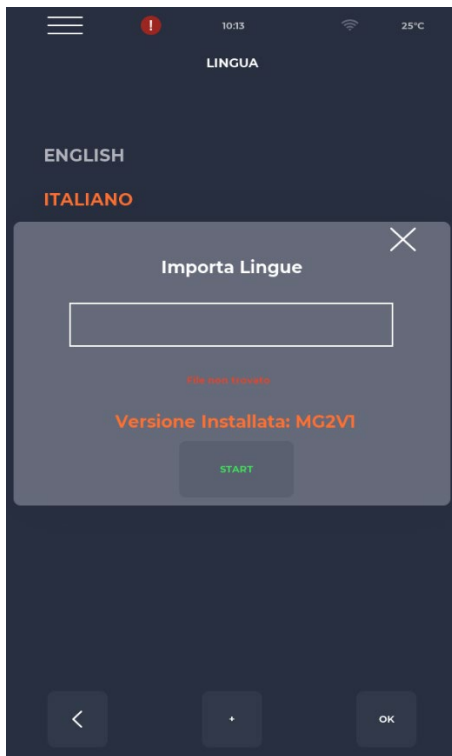 !
10:13
25°C
LINGUA
ENGLISH
ITALIANO
Importa Lingue
File non trovato
Versione Installata: MG2V1
START
+
OK